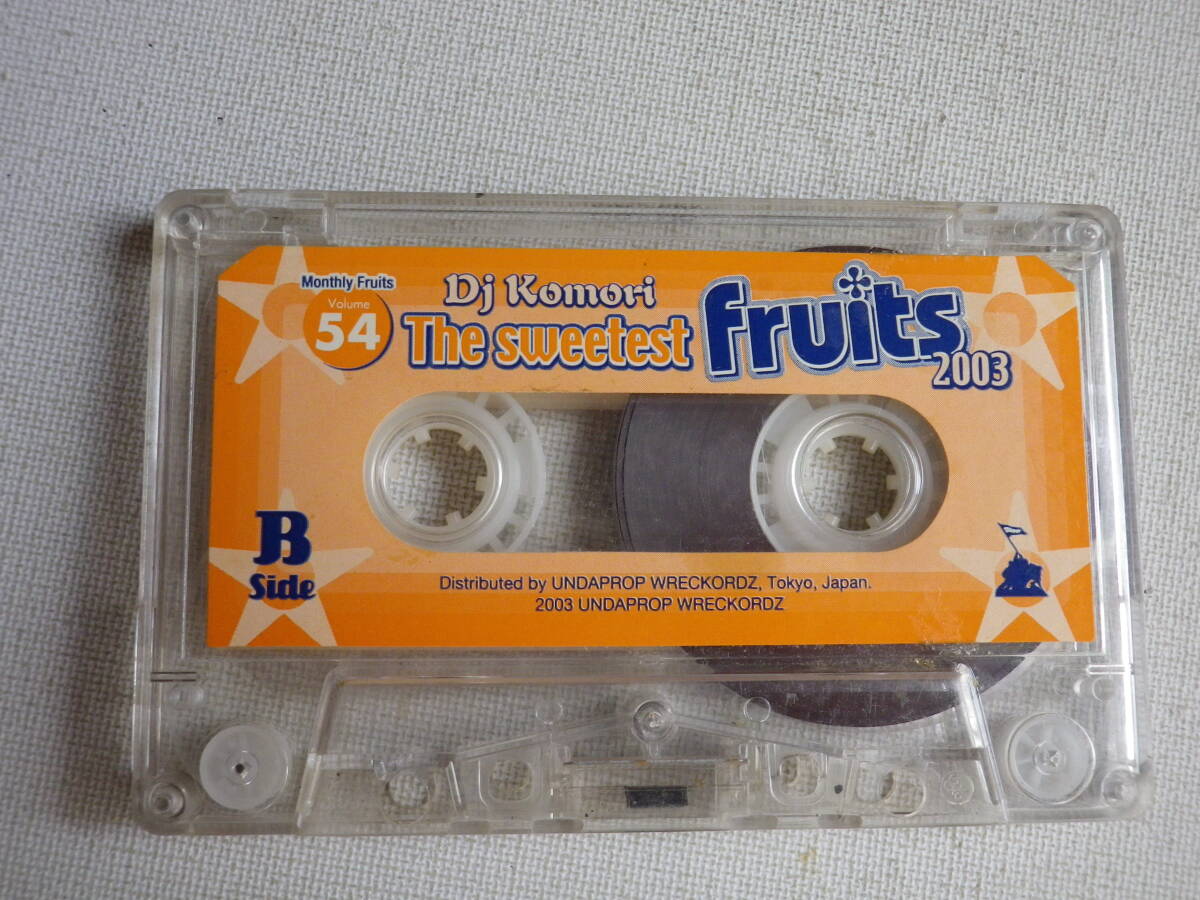 Monthly Fruits
Volume
54
Dj Komori
The sweetest fruits
2003
B
Side
Distributed by UNDAPROP WRECKORDZ, Tokyo, Japan.
2003 UNDAPROP WRECKORDZ